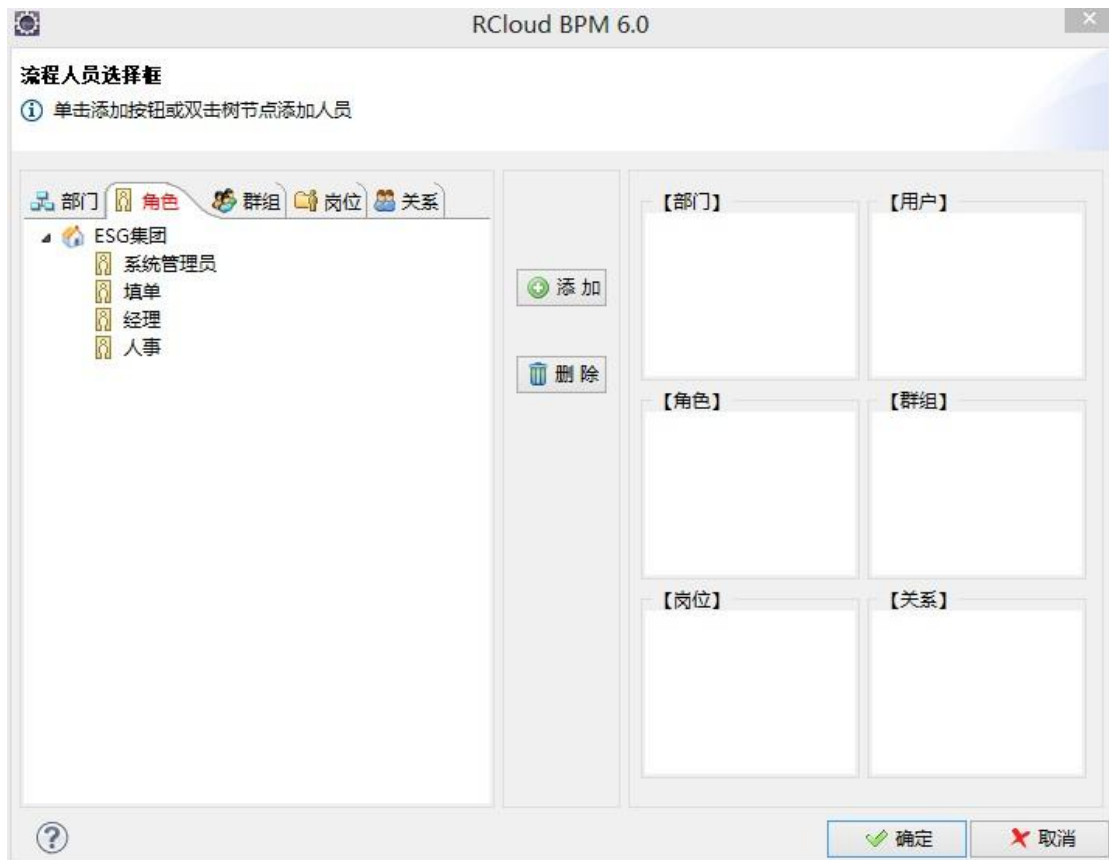 RCloud BPM 6.0
流程人员选择框
单击添加按钮或双击树节点添加人员
部门 角色 群组 岗位 关系
ESG集团
系统管理员
填单
经理
人事
添 加
删 除
【部门】 【用户】
【角色】 【群组】
【岗位】 【关系】
确定 取消